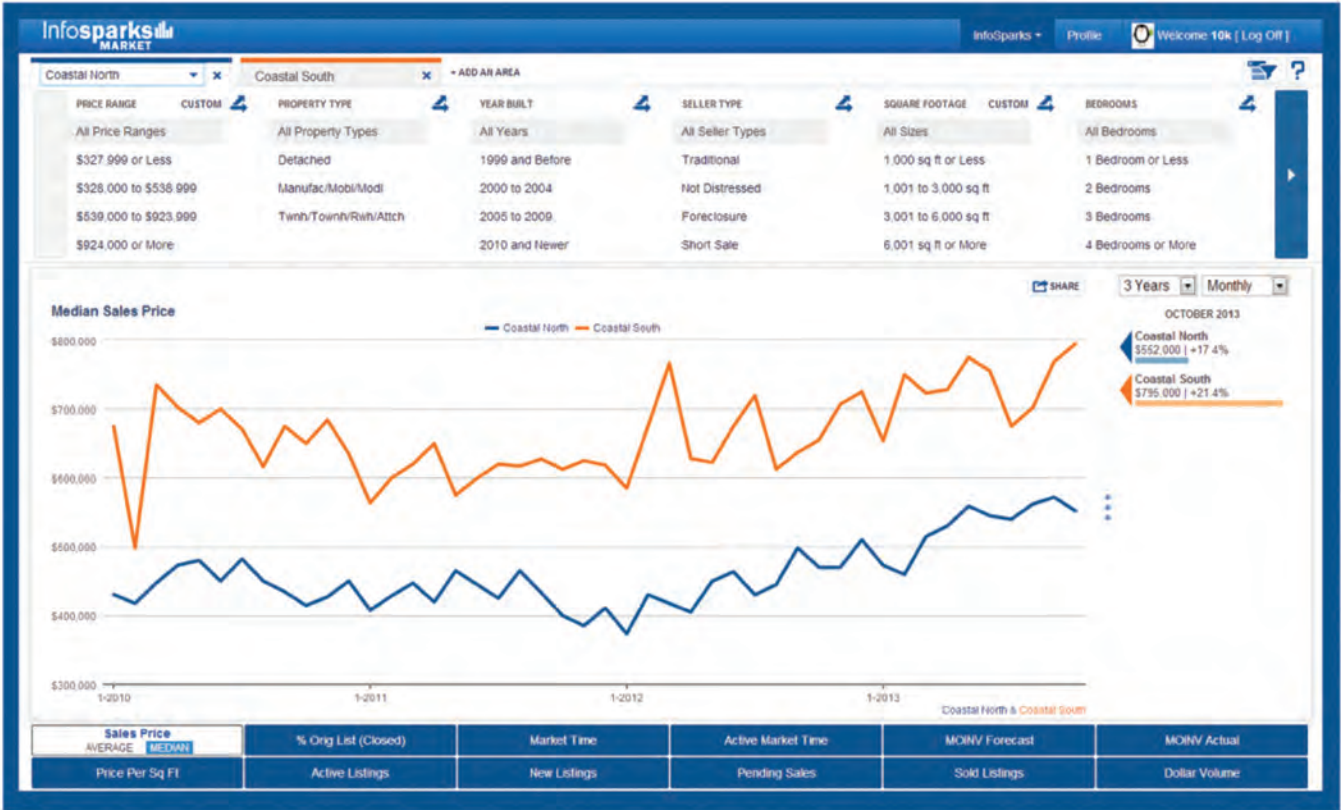 Infosparks
MARKET
InfoSparks
Profile
Welcome 10k [ Log Off ]
Coastal North x
Coastal South x
+ ADD AN AREA
?
PRICE RANGE CUSTOM
PROPERTY TYPE
YEAR BUILT
SELLER TYPE
SQUARE FOOTAGE CUSTOM
BEDROOMS
All Price Ranges
All Property Types
All Years
All Seller Types
All Sizes
All Bedrooms
$327,999 or Less
Detached
1999 and Before
Traditional
1,000 sq ft or Less
1 Bedroom or Less
$328,000 to $538,999
Manufac/Mobl/Modl
2000 to 2004
Not Distressed
1,001 to 3,000 sq ft
2 Bedrooms
$539,000 to $923,999
Twnh/Townh/Rwh/Attch
2005 to 2009
Foreclosure
3,001 to 6,000 sq ft
3 Bedrooms
$924,000 or More
2010 and Newer
Short Sale
6,001 sq ft or More
4 Bedrooms or More
SHARE
3 Years
Monthly
Median Sales Price
Coastal North
Coastal South
OCTOBER 2013
Coastal North
$552,000 | +17.4%
Coastal South
$795,000 | +21.4%
$800,000
$700,000
$600,000
$500,000
$400,000
$300,000
1-2010
1-2011
1-2012
1-2013
Coastal North & Coastal South
Sales Price
AVERAGE MEDIAN
% Orig List (Closed)
Market Time
Active Market Time
MOINV Forecast
MOINV Actual
Price Per Sq Ft
Active Listings
New Listings
Pending Sales
Sold Listings
Dollar Volume